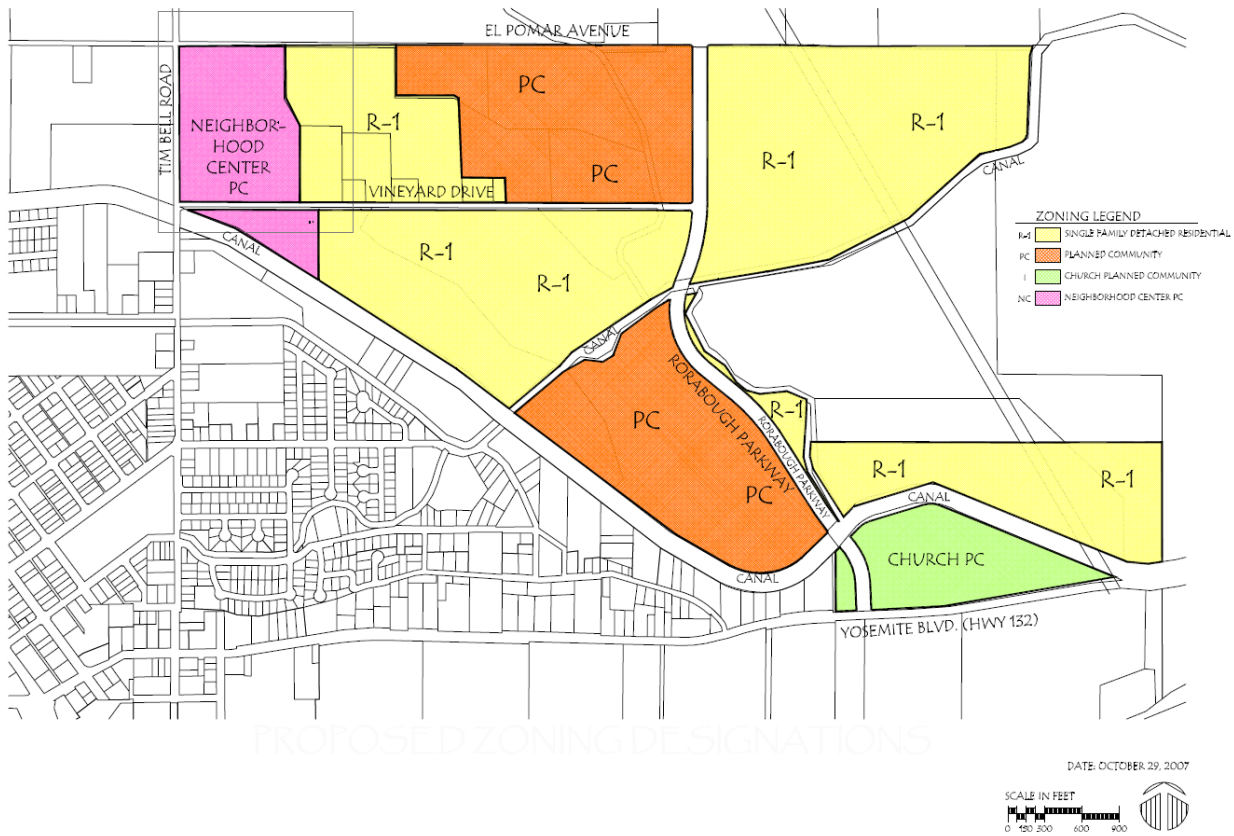 EL POMAR AVENUE
TIM BELL ROAD
NEIGHBOR-
HOOD
CENTER
PC
R-1
PC
PC
R-1
R-1
VINEYARD DRIVE
CANAL
CANAL
R-1
R-1
CANAL
ZONING LEGEND
R-1 SINGLE FAMILY DETACHED RESIDENTIAL
PC PLANNED COMMUNITY
I CHURCH PLANNED COMMUNITY
NC NEIGHBORHOOD CENTER PC
RORABOUGH PARKWAY
RORABOUGH PARKWAY
PC
PC
R-1
R-1
R-1
CANAL
CHURCH PC
CANAL
YOSEMITE BLVD. (HWY 132)
PROPOSED ZONING DESIGNATIONS
DATE: OCTOBER 29, 2007
SCALE IN FEET
0 150 300 600 900